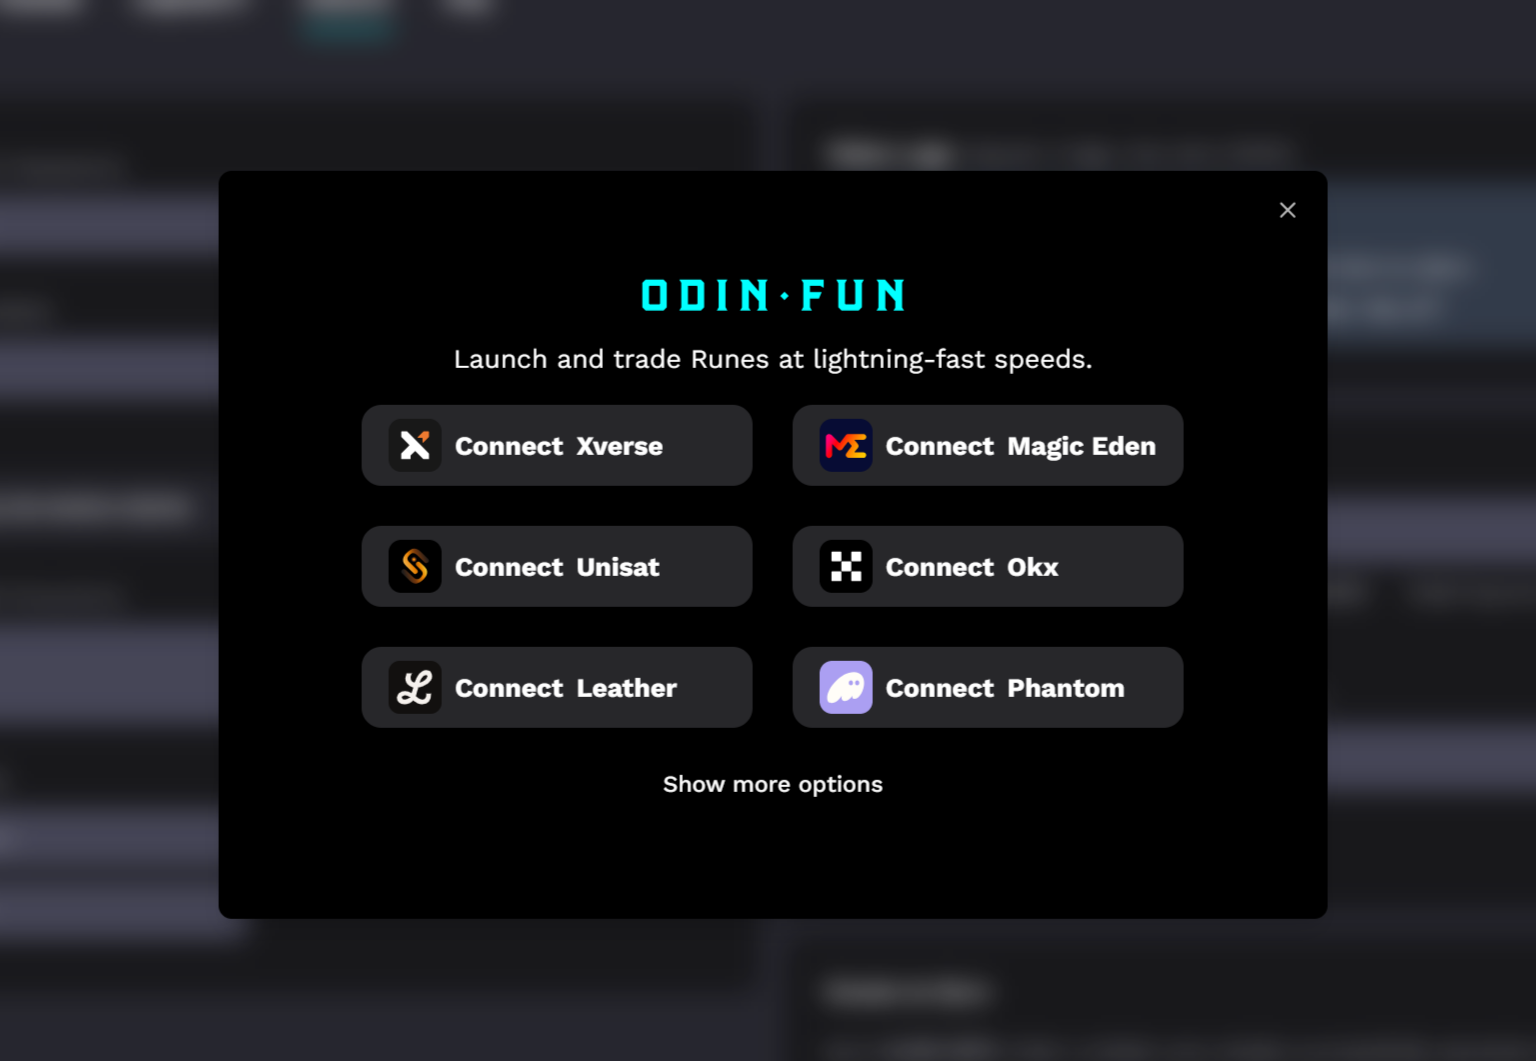 ODIN·FUN
Launch and trade Runes at lightning-fast speeds.
Connect Xverse
Connect Magic Eden
Connect Unisat
Connect Okx
Connect Leather
Connect Phantom
Show more options